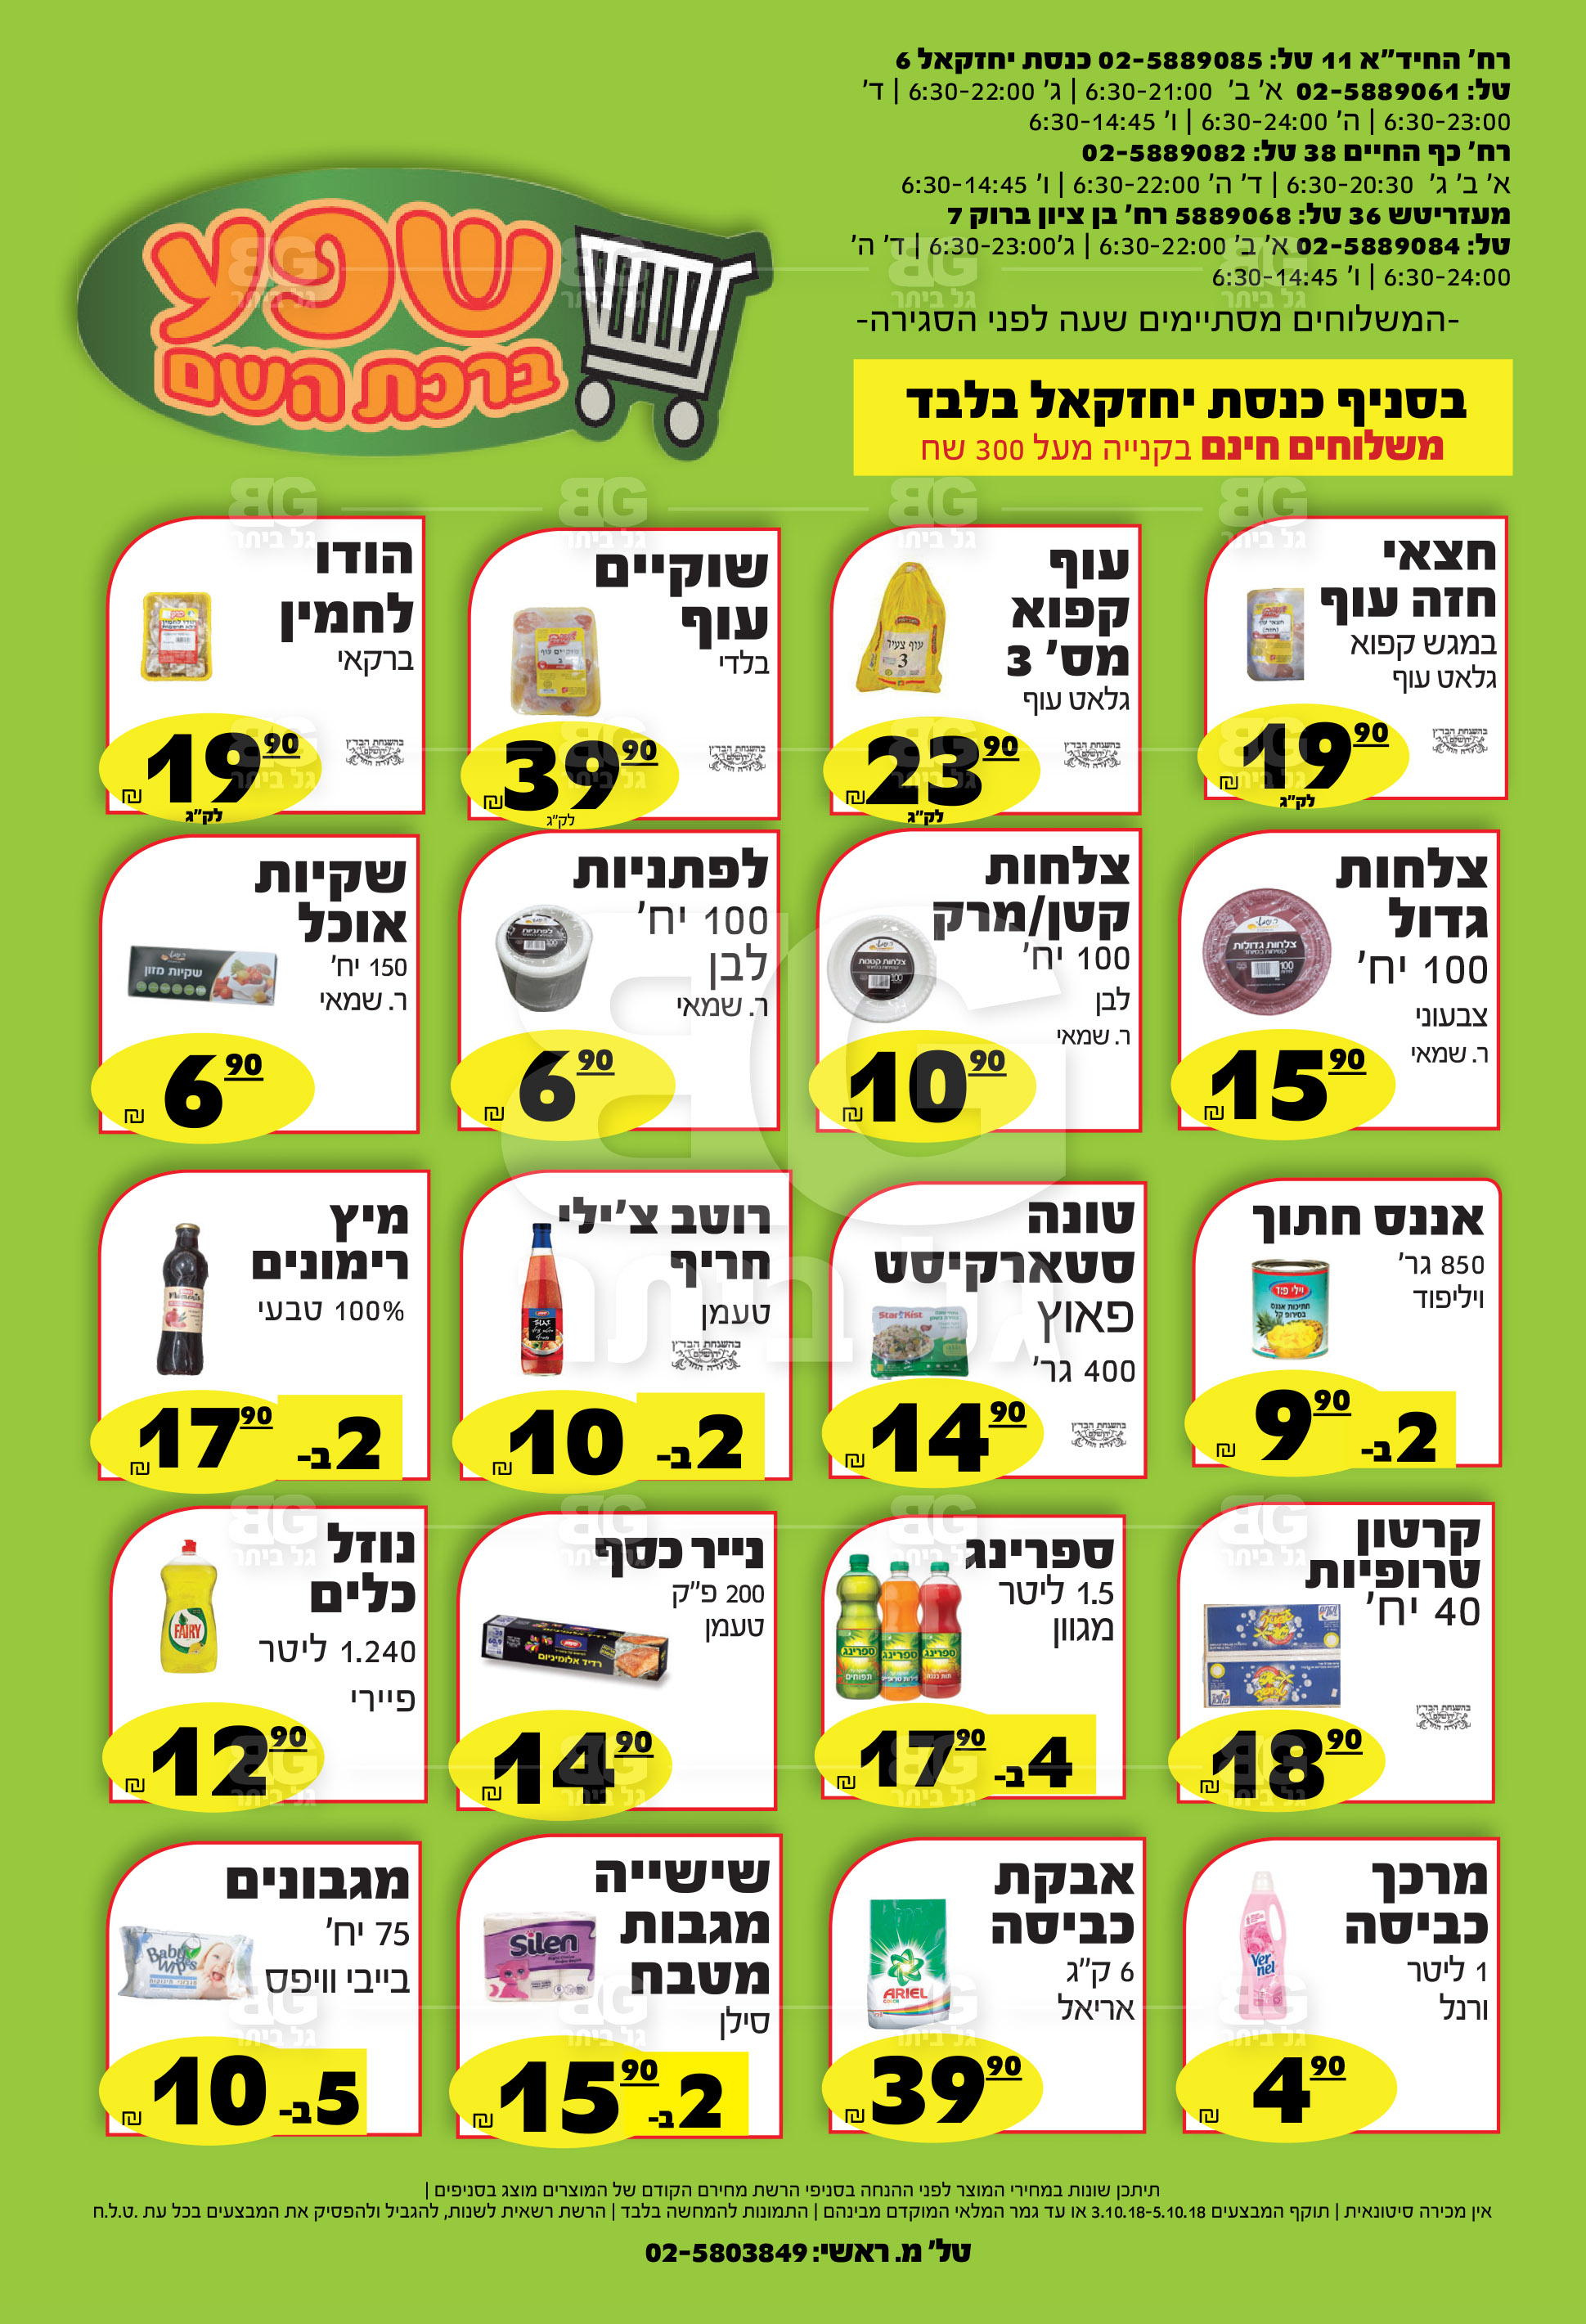 רח' החיד"א 11 טל: 02-5889085 כנסת יחזקאל 6
טל: 02-5889061 א' ב' 6:30-21:00 | ג' 6:30-22:00 | ד'
6:30-23:00 | ה' 6:30-24:00 | ו' 6:30-14:45
רח' כף החיים 38 טל: 02-5889082
א' ב' ג' 6:30-20:30 | ד' ה' 6:30-22:00 | ו' 6:30-14:45
מעזריטש 36 טל: 5889068 רח' בן ציון ברוק 7
טל: 02-5889084 א' ב' 6:30-22:00 | ג'6:30-23:00 | ד' ה'
6:30-24:00 | ו' 6:30-14:45
-המשלוחים מסתיימים שעה לפני הסגירה-
בסניף כנסת יחזקאל בלבד
משלוחים חינם בקנייה מעל 300 שח
שפע
ברכת השם
חצאי
חזה עוף
במגש קפוא
גלאט עוף
19.90 ₪
לק"ג
עוף
קפוא
מס' 3
גלאט עוף
23.90 ₪
לק"ג
שוקיים
עוף
בלדי
39.90 ₪
לק"ג
הודו
לחמין
ברקאי
19.90 ₪
לק"ג
צלחות
גדול
100 יח'
צבעוני
ר. שמאי
15.90 ₪
צלחות
קטן/מרק
100 יח'
לבן
ר. שמאי
10.90 ₪
לפתניות
100 יח'
לבן
ר. שמאי
6.90 ₪
שקיות
אוכל
150 יח'
ר. שמאי
6.90 ₪
אננס חתוך
850 גר'
ויליפוד
2 ב- 9.90 ₪
טונה
סטארקיסט
פאוץ
400 גר'
StarKist
14.90 ₪
רוטב צ'ילי
חריף
טעמן
2 ב- 10 ₪
מיץ
רימונים
100% טבעי
2 ב- 17.90 ₪
קרטון
טרופיות
40 יח'
18.90 ₪
ספרינג
1.5 ליטר
מגוון
4 ב- 17.90 ₪
נייר כסף
200 פ"ק
טעמן
רדיד אלומיניום
14.90 ₪
נוזל
כלים
1.240 ליטר
פיירי
FAIRY
12.90 ₪
מרכך
כביסה
1 ליטר
ורנל
Vernel
4.90 ₪
אבקת
כביסה
6 ק"ג
אריאל
ARIEL
39.90 ₪
שישייה
מגבות
מטבח
סילן
Silen
2 ב- 15.90 ₪
מגבונים
75 יח'
בייבי וויפס
Baby Wipes
5 ב- 10 ₪
תיתכן שונות במחירי המוצר לפני ההנחה בסניפי הרשת מחירם הקודם של המוצרים מוצג בסניפים |
אין מכירה סיטונאית | תוקף המבצעים 3.10.18-5.10.18 או עד גמר המלאי המוקדם מבינהם | התמונות להמחשה בלבד | הרשת רשאית לשנות, להגביל ולהפסיק את המבצעים בכל עת .ט.ל.ח
טל' מ. ראשי: 02-5803849
BG
גל ביתר